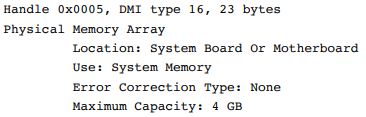 Handle 0x0005, DMI type 16, 23 bytes
Physical Memory Array
Location: System Board Or Motherboard
Use: System Memory
Error Correction Type: None
Maximum Capacity: 4 GB